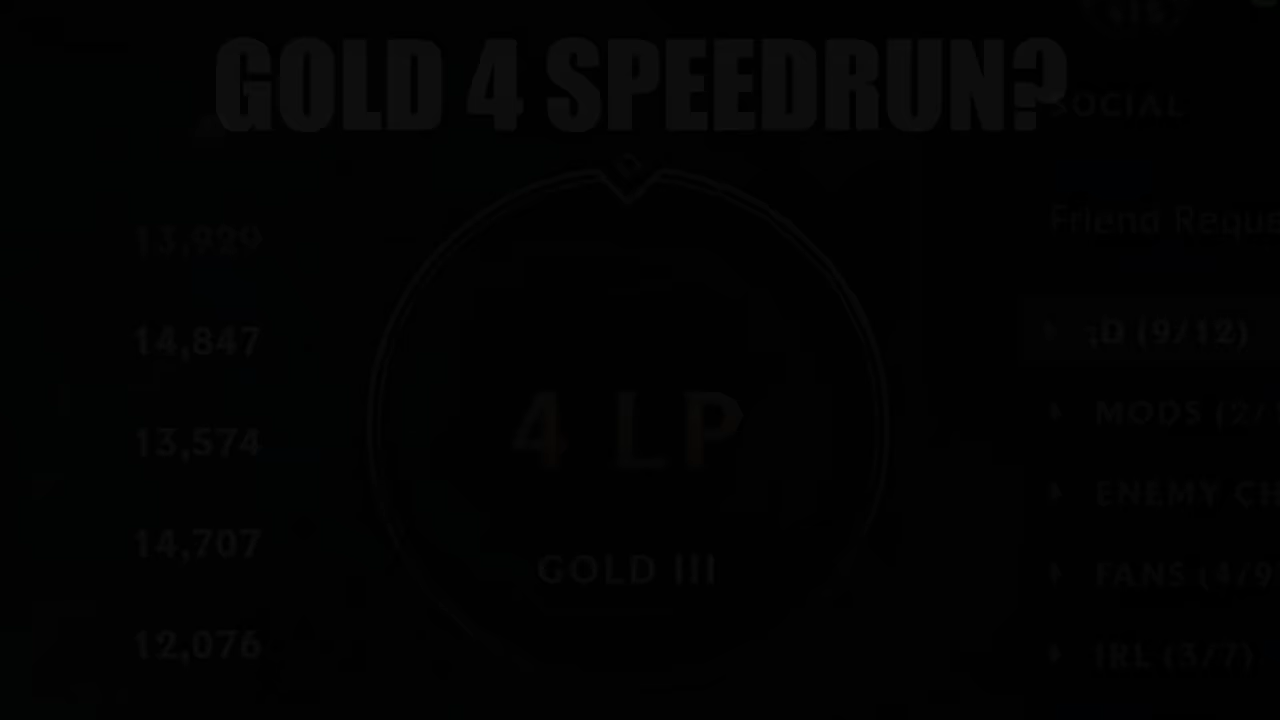 GOLD 4 SPEEDRUN?
SOCIAL
Friend Reque
13,929
14,847
13,574
14,707
12,076
4 LP
GOLD III
;D (9/12)
MODS (2/
ENEMY CH
FANS (4/9
IRL (3/7)